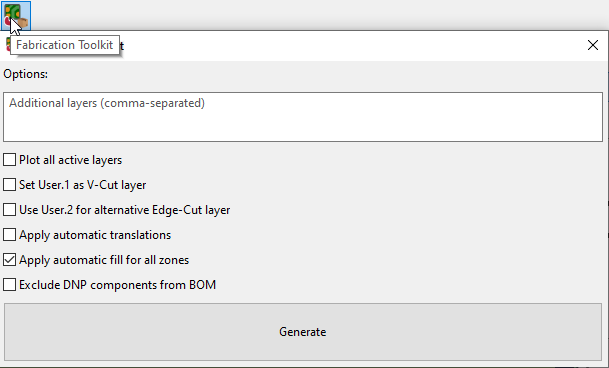 Fabrication Toolkit
Options:
Additional layers (comma-separated)
Plot all active layers
Set User.1 as V-Cut layer
Use User.2 for alternative Edge-Cut layer
Apply automatic translations
Apply automatic fill for all zones
Exclude DNP components from BOM
Generate